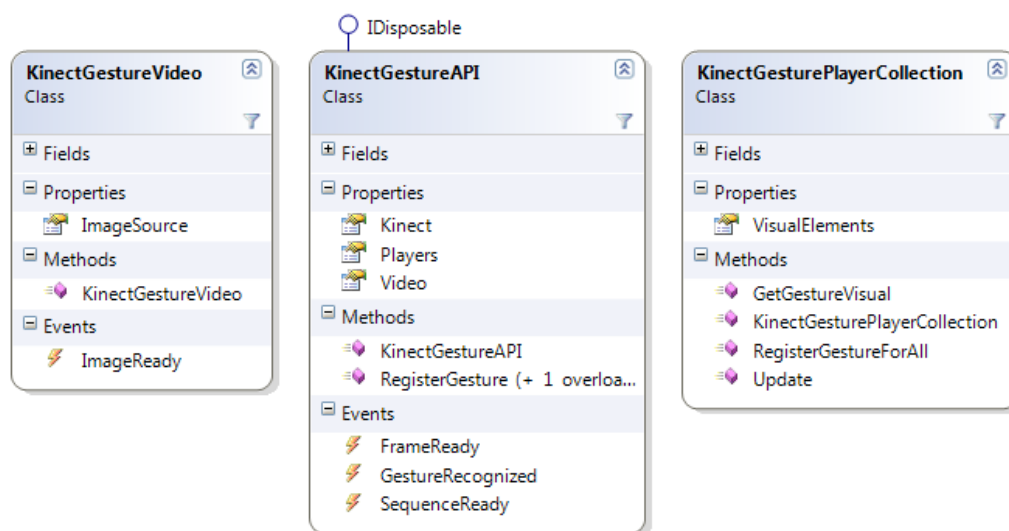 IDisposable
KinectGestureVideo
Class
Fields
Properties
ImageSource
Methods
KinectGestureVideo
Events
ImageReady
KinectGestureAPI
Class
Fields
Properties
Kinect
Players
Video
Methods
KinectGestureAPI
RegisterGesture (+ 1 overloa...
Events
FrameReady
GestureRecognized
SequenceReady
KinectGesturePlayerCollection
Class
Fields
Properties
VisualElements
Methods
GetGestureVisual
KinectGesturePlayerCollection
RegisterGestureForAll
Update